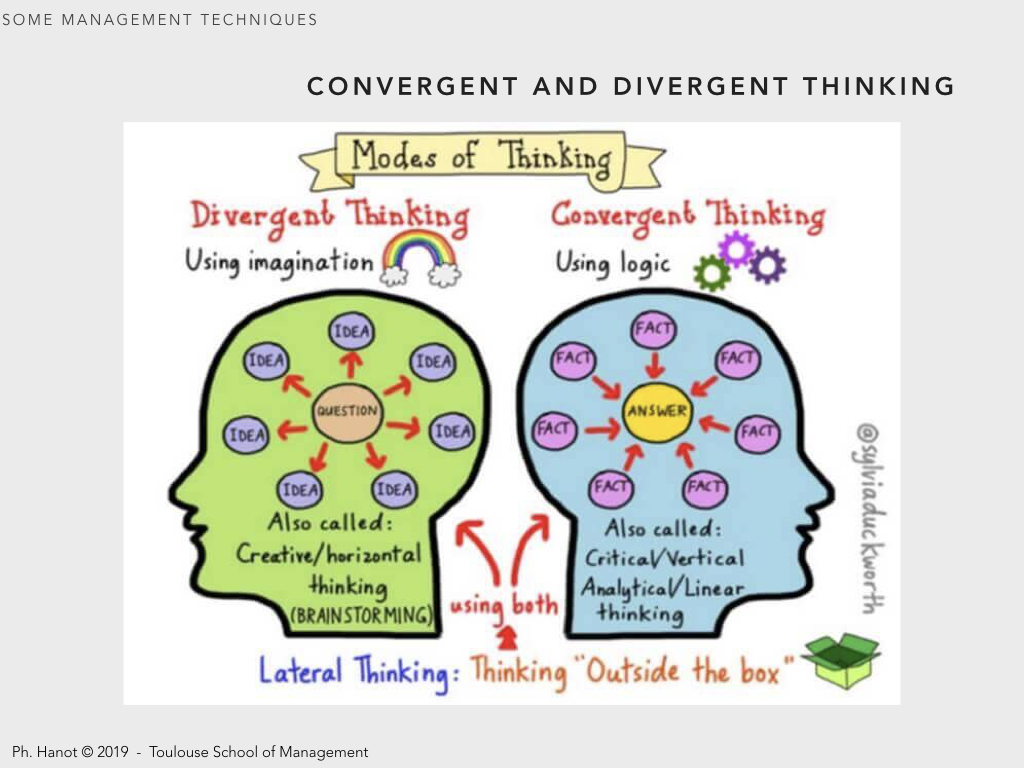 SOME MANAGEMENT TECHNIQUES
CONVERGENT AND DIVERGENT THINKING
Modes of Thinking
Divergent Thinking
Using imagination
IDEA
IDEA
IDEA
QUESTION
IDEA
IDEA
IDEA
IDEA
Also called:
Creative/horizontal
thinking
(BRAINSTORMING)
Convergent Thinking
Using logic
FACT
FACT
FACT
ANSWER
FACT
FACT
FACT
FACT
Also called:
Critical/Vertical
Analytical/Linear
thinking
using both
Lateral Thinking: Thinking "Outside the box"
@sylviaduckworth
Ph. Hanot © 2019 - Toulouse School of Management